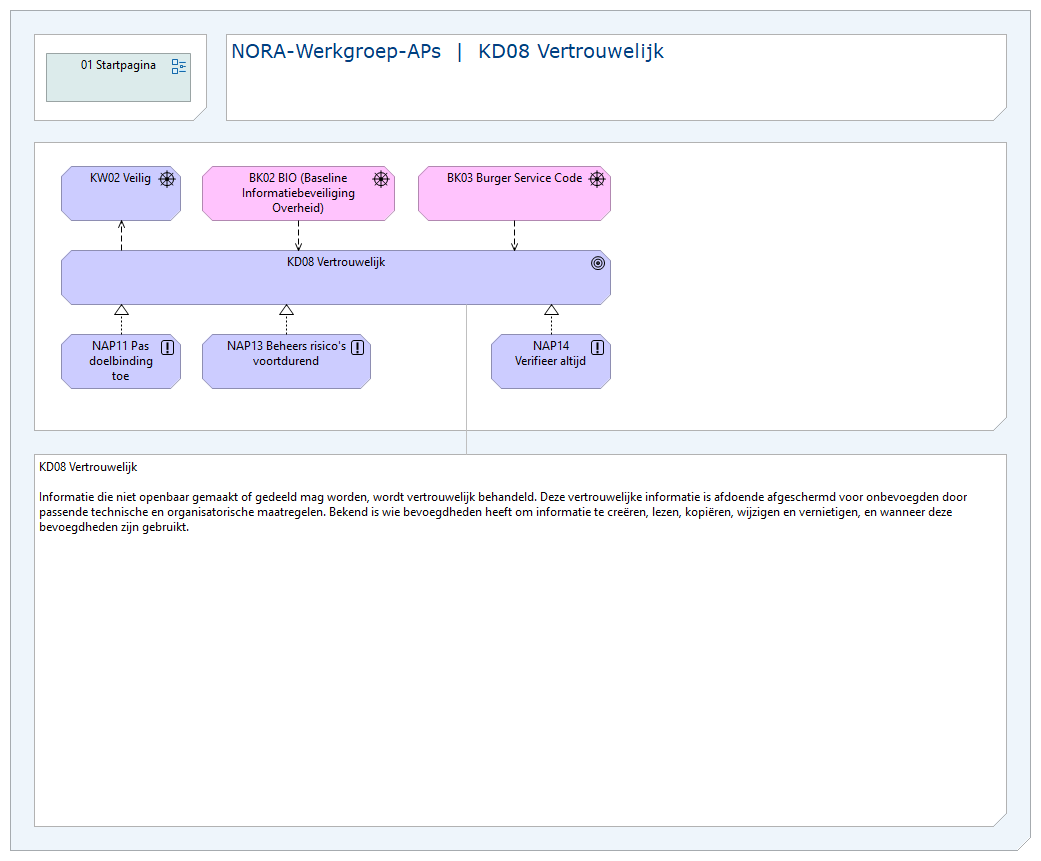 01 Startpagina
NORA-Werkgroep-APs | KD08 Vertrouwelijk
KW02 Veilig
BK02 BIO (Baseline
Informatiebeveiliging
Overheid)
BK03 Burger Service Code
KD08 Vertrouwelijk
NAP11 Pas
doelbinding
toe
NAP13 Beheers risico's
voortdurend
NAP14
Verifieer altijd
KD08 Vertrouwelijk
Informatie die niet openbaar gemaakt of gedeeld mag worden, wordt vertrouwelijk behandeld. Deze vertrouwelijke informatie is afdoende afgeschermd voor onbevoegden door
passende technische en organisatorische maatregelen. Bekend is wie bevoegdheden heeft om informatie te creëren, lezen, kopiëren, wijzigen en vernietigen, en wanneer deze
bevoegdheden zijn gebruikt.